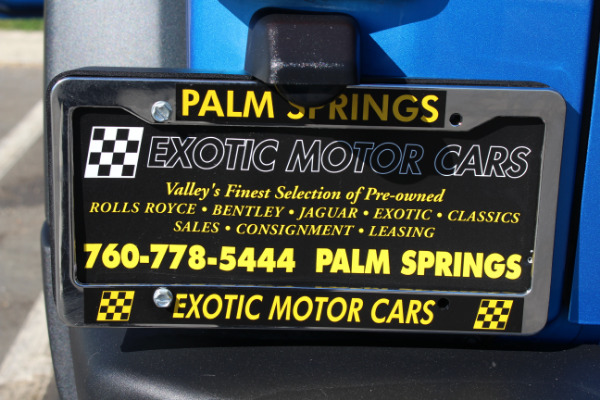 PALM SPRINGS
EXOTIC MOTOR CARS
Valley's Finest Selection of Pre-owned
ROLLS ROYCE • BENTLEY • JAGUAR • EXOTIC • CLASSICS
SALES • CONSIGNMENT • LEASING
760-778-5444 PALM SPRINGS
EXOTIC MOTOR CARS